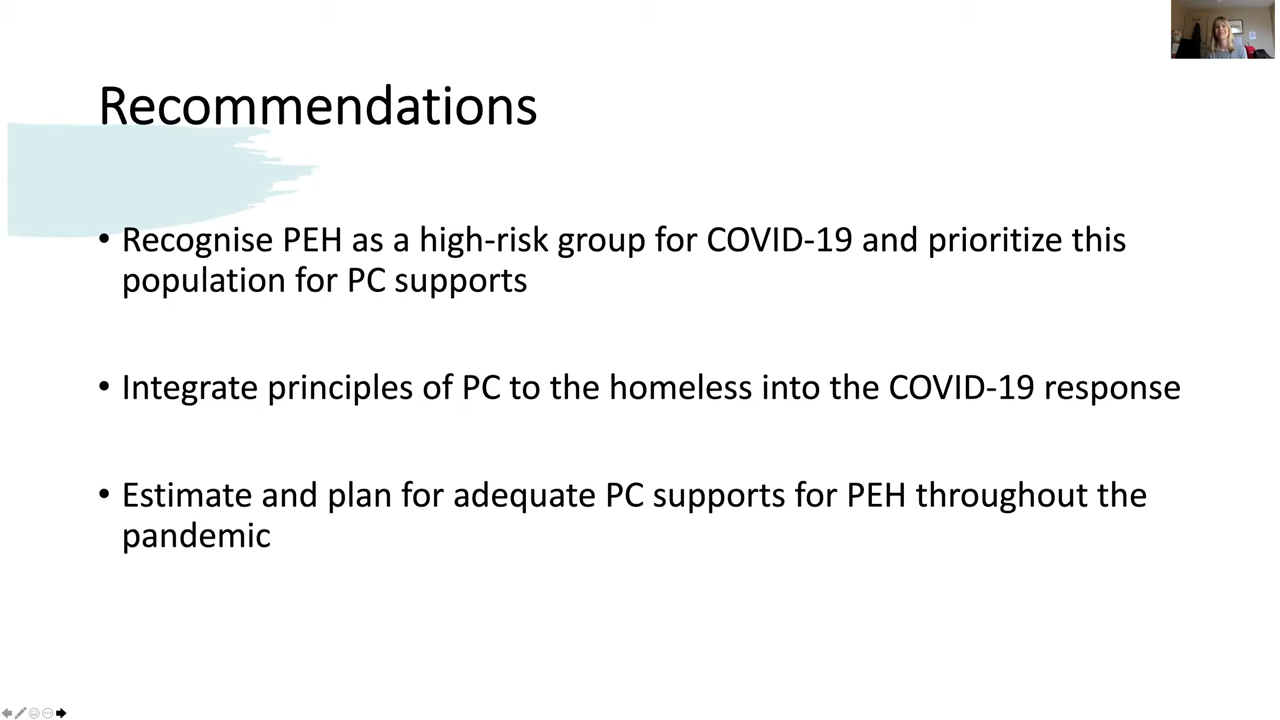 Recommendations
• Recognise PEH as a high-risk group for COVID-19 and prioritize this
population for PC supports
• Integrate principles of PC to the homeless into the COVID-19 response
• Estimate and plan for adequate PC supports for PEH throughout the
pandemic